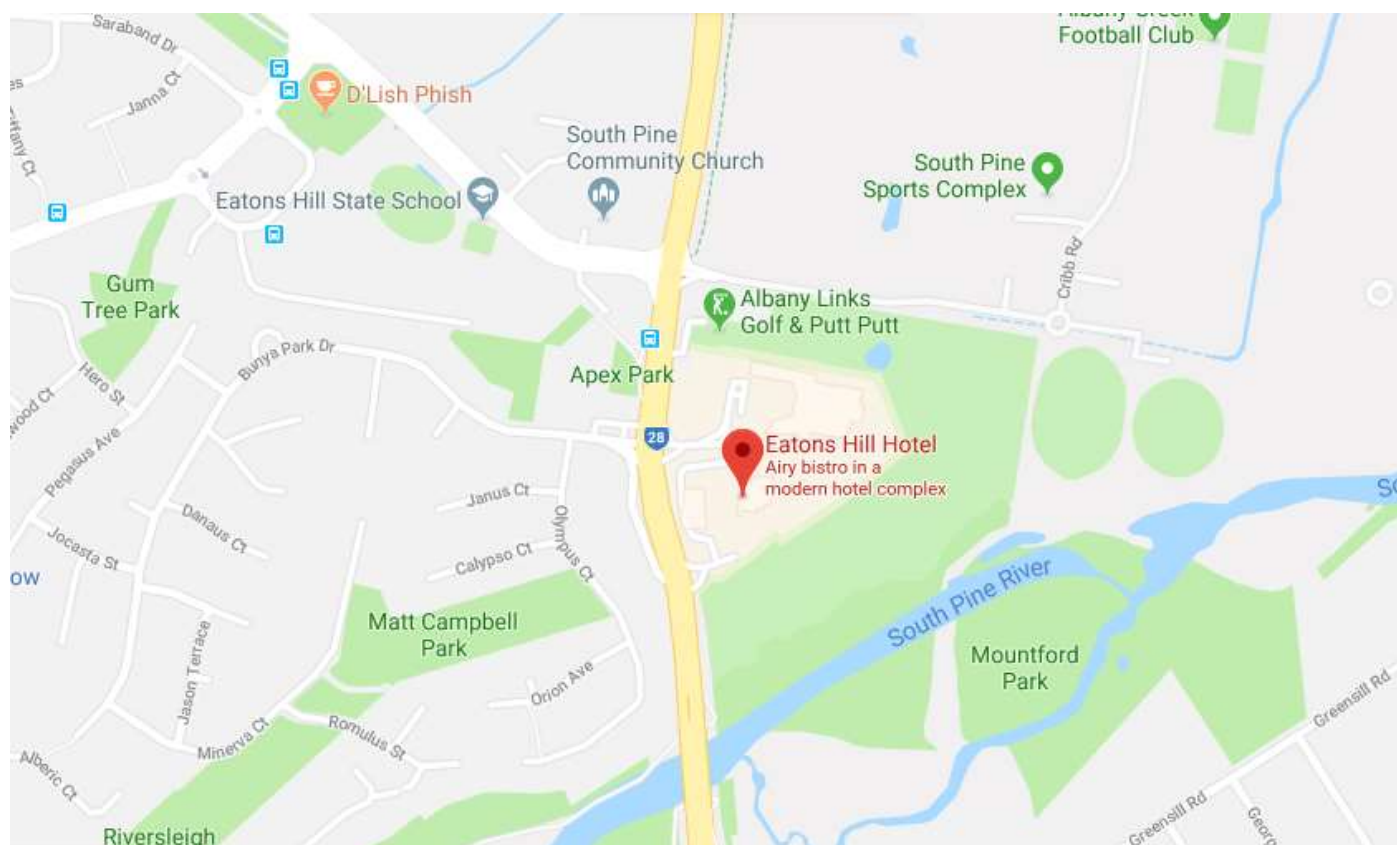 Albany Creek
Football Club
Saraband Dr
Janna Ct
D'Lish Phish
South Pine
Community Church
South Pine
Sports Complex
Eatons Hill State School
Cribb Rd
Gum
Tree Park
Albany Links
Golf & Putt Putt
Bunya Park Dr
Apex Park
Hero St
28
Eatons Hill Hotel
Airy bistro in a
modern hotel complex
Pegasus Ave
Janus Ct
Olympus Ct
Danaus Ct
Jocasta St
Calypso Ct
South Pine River
Matt Campbell
Park
Mountford
Park
Jason Terrace
Orion Ave
Greensill Rd
Minerva Ct
Romulus St
Alberic Ct
Greensill Rd
Riversleigh